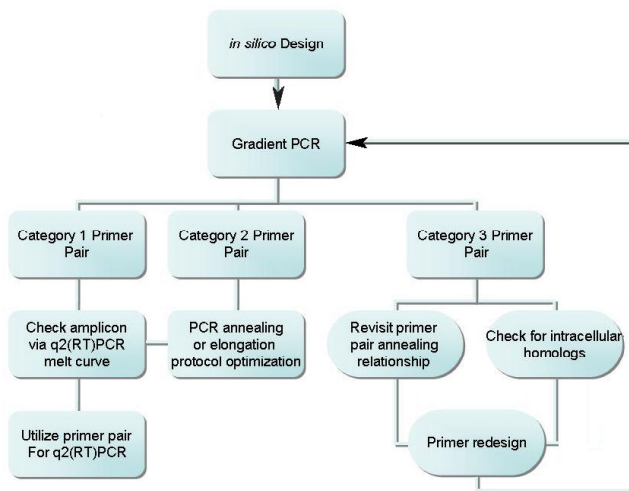 in silico Design
Gradient PCR
Category 1 Primer
Pair
Category 2 Primer
Pair
Category 3 Primer
Pair
Check amplicon
via q2(RT)PCR
melt curve
PCR annealing
or elongation
protocol optimization
Revisit primer
pair annealing
relationship
Check for intracellular
homologs
Utilize primer pair
For q2(RT)PCR
Primer redesign